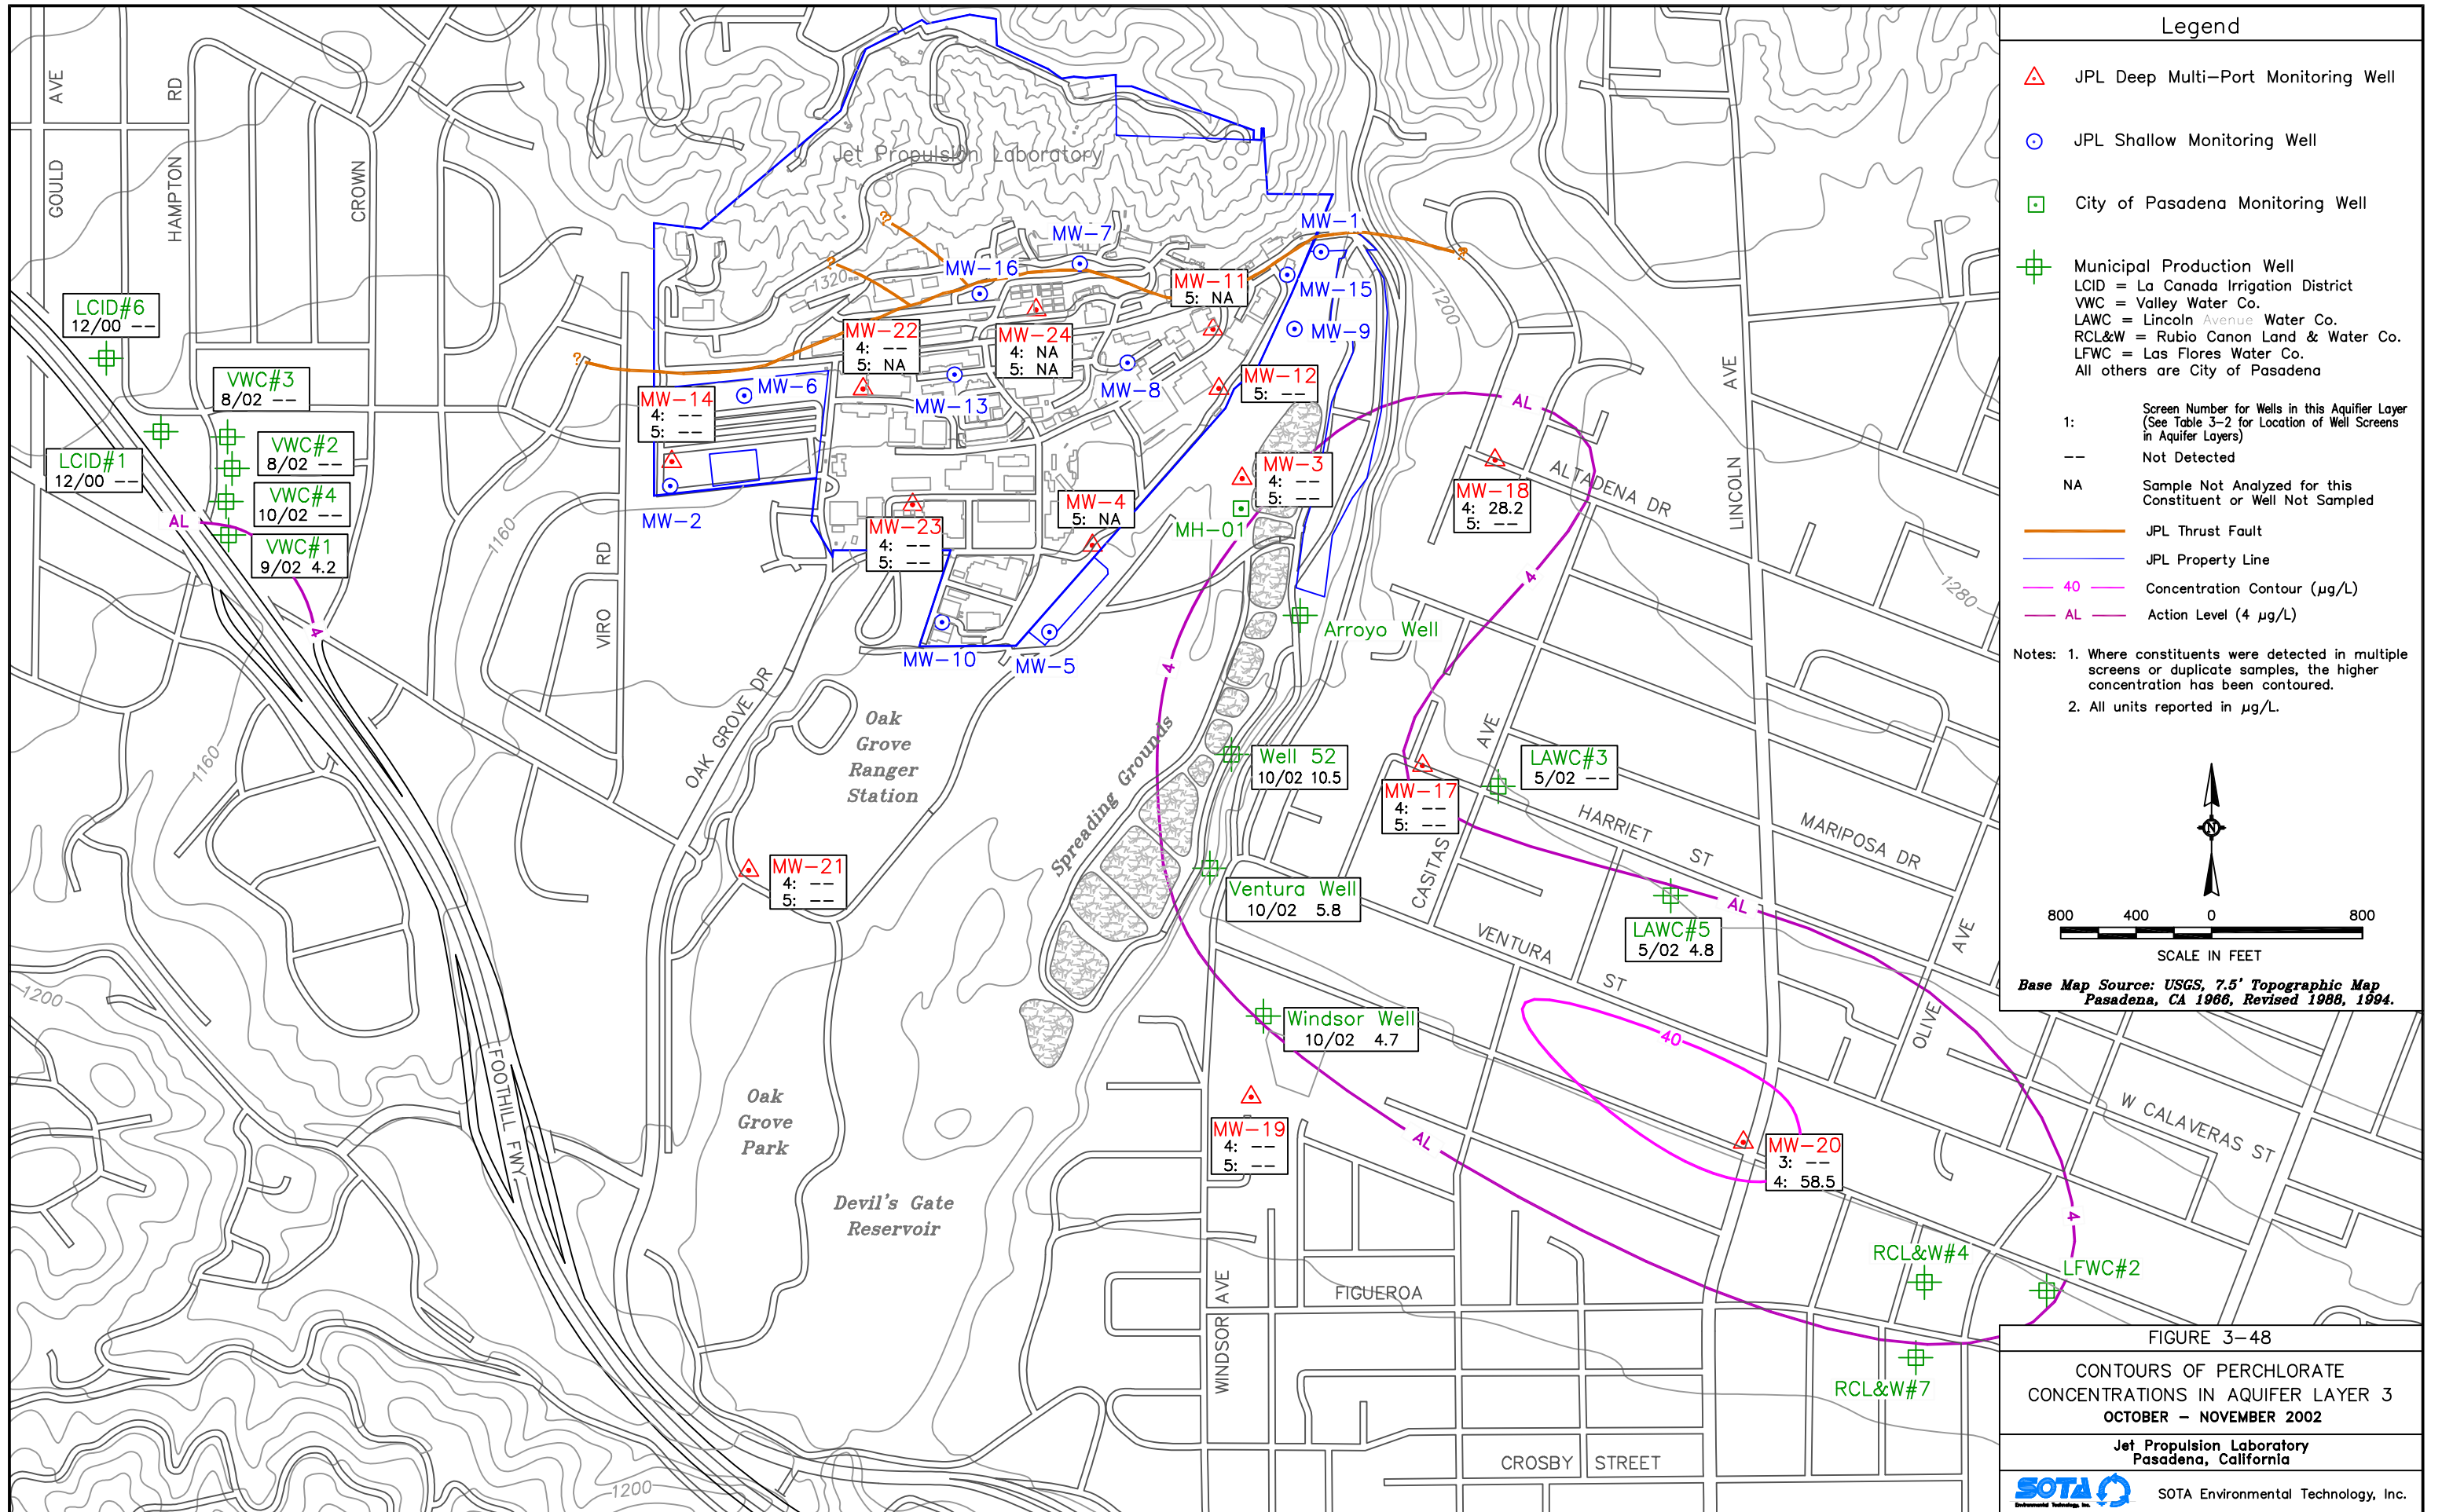 Legend
JPL Deep Multi-Port Monitoring Well
JPL Shallow Monitoring Well
City of Pasadena Monitoring Well
Municipal Production Well
LCID = La Canada Irrigation District
VWC = Valley Water Co.
LAWC = Lincoln Avenue Water Co.
RCL&W = Rubio Canon Land & Water Co.
LFWC = Las Flores Water Co.
All others are City of Pasadena
1: Screen Number for Wells in this Aquifier Layer
(See Table 3-2 for Location of Well Screens
in Aquifer Layers)
-- Not Detected
NA Sample Not Analyzed for this
Constituent or Well Not Sampled
JPL Thrust Fault
JPL Property Line
40 Concentration Contour (µg/L)
AL Action Level (4 µg/L)
Notes: 1. Where constituents were detected in multiple
screens or duplicate samples, the higher
concentration has been contoured.
2. All units reported in µg/L.
N
800 400 0 800
SCALE IN FEET
Base Map Source: USGS, 7.5' Topographic Map
Pasadena, CA 1966, Revised 1988, 1994.
FIGURE 3-48
CONTOURS OF PERCHLORATE
CONCENTRATIONS IN AQUIFER LAYER 3
OCTOBER - NOVEMBER 2002
Jet Propulsion Laboratory
Pasadena, California
SOTA
Environmental Technology, Inc.
SOTA Environmental Technology, Inc.
GOULD AVE
HAMPTON RD
CROWN
Jet Propulsion Laboratory
LCID#6
12/00 --
VWC#3
8/02 --
VWC#2
8/02 --
LCID#1
12/00 --
VWC#4
10/02 --
VWC#1
9/02 4.2
AL
4
1160
VIRO RD
1160
1200
FOOTHILL FWY
1200
?
?
?
?
1320
MW-7
MW-1
MW-16
MW-11
5: NA
MW-15
MW-9
MW-22
4: --
5: NA
MW-24
4: NA
5: NA
MW-6
MW-13
MW-8
MW-12
5: --
MW-14
4: --
5: --
MW-2
MW-3
4: --
5: --
MW-4
5: NA
MH-01
MW-23
4: --
5: --
MW-10
MW-5
1200
AL
MW-18
4: 28.2
5: --
ALTADENA DR
LINCOLN AVE
4
1280
Arroyo Well
4
OAK GROVE DR
Oak
Grove
Ranger
Station
Spreading Grounds
Well 52
10/02 10.5
MW-17
4: --
5: --
LAWC#3
5/02 --
CASITAS AVE
HARRIET ST
MARIPOSA DR
MW-21
4: --
5: --
Ventura Well
10/02 5.8
LAWC#5
5/02 4.8
AL
VENTURA ST
OLIVE AVE
Windsor Well
10/02 4.7
40
Oak
Grove
Park
MW-19
4: --
5: --
AL
MW-20
3: --
4: 58.5
W CALAVERAS ST
4
Devil's Gate
Reservoir
RCL&W#4
LFWC#2
RCL&W#7
WINDSOR AVE
FIGUEROA
CROSBY STREET